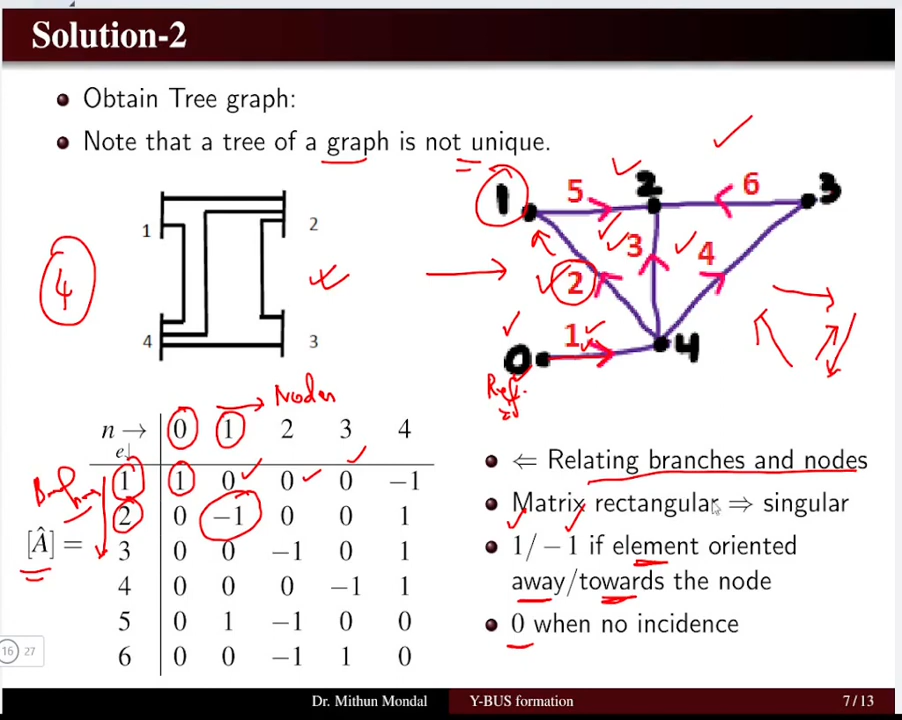 Solution-2
Obtain Tree graph:
Note that a tree of a graph is not unique.
1 5 2 6 3
1 2
4
2 3 4
4 3
0 1 4
Ref.
Nodes
n → 0 1 2 3 4
e↓
1 1 0 0 0 −1
2 0 −1 0 0 1
[Â] = 3 0 0 −1 0 1
4 0 0 0 −1 1
5 0 1 −1 0 0
6 0 0 −1 1 0
⇐ Relating branches and nodes
Matrix rectangular ⇒ singular
1/ − 1 if element oriented
away/towards the node
0 when no incidence
16 27
Dr. Mithun Mondal Y-BUS formation 7 / 13